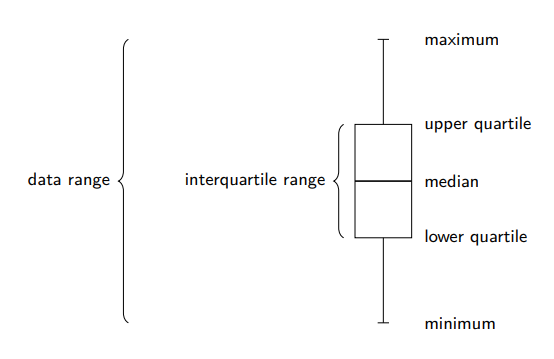 maximum
upper quartile
data range
interquartile range
median
lower quartile
minimum